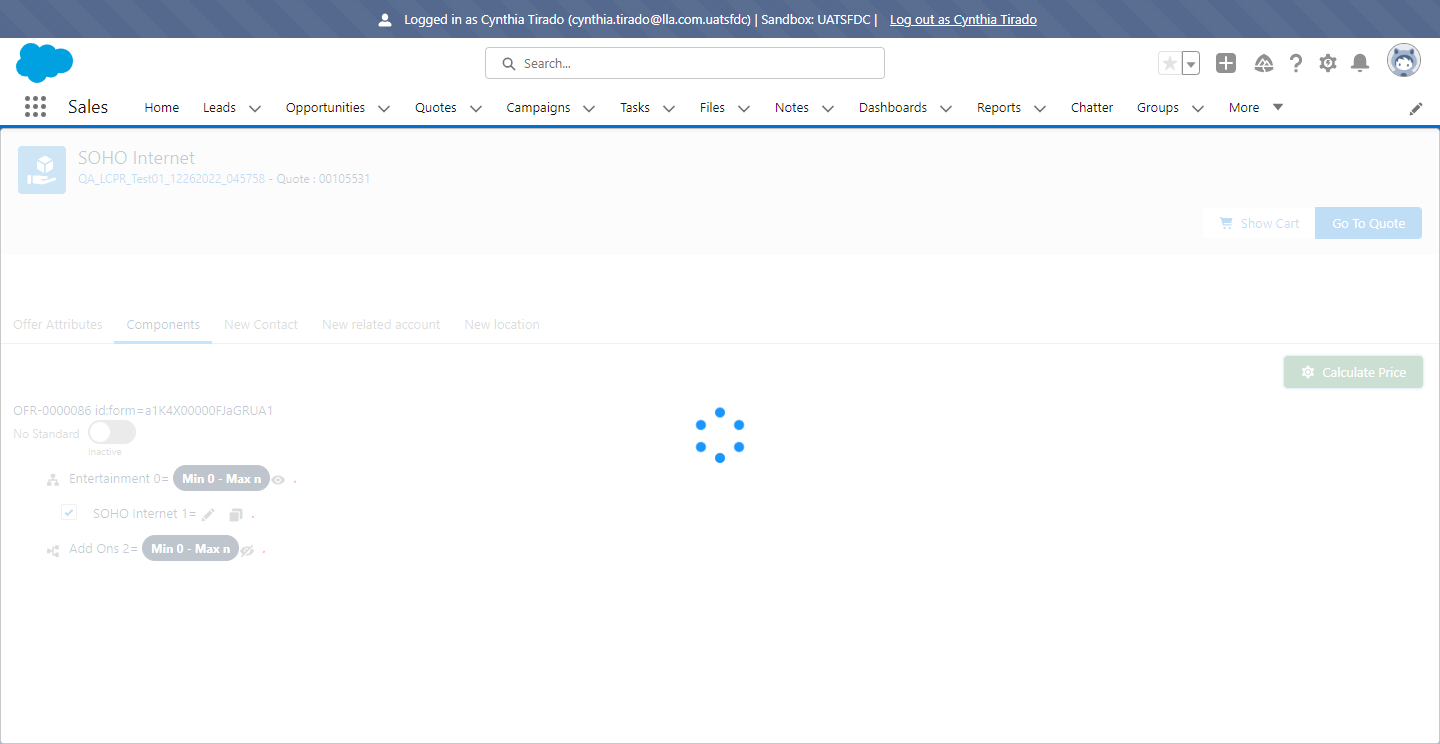 Logged in as Cynthia Tirado (cynthia.tirado@lla.com.uatsfdc) | Sandbox: UATSFDC | Log out as Cynthia Tirado
Search...
Sales Home Leads Opportunities Quotes Campaigns Tasks Files Notes Dashboards Reports Chatter Groups More
SOHO Internet
QA_LCPR_Test01_12262022_045758 - Quote : 00105531
Show Cart Go To Quote
Offer Attributes Components New Contact New related account New location
Calculate Price
OFR-0000086 id:form=a1K4X00000FJaGRUA1
No Standard
Inactive
Entertainment 0= Min 0 - Max n .
SOHO Internet 1= .
Add Ons 2= Min 0 - Max n .